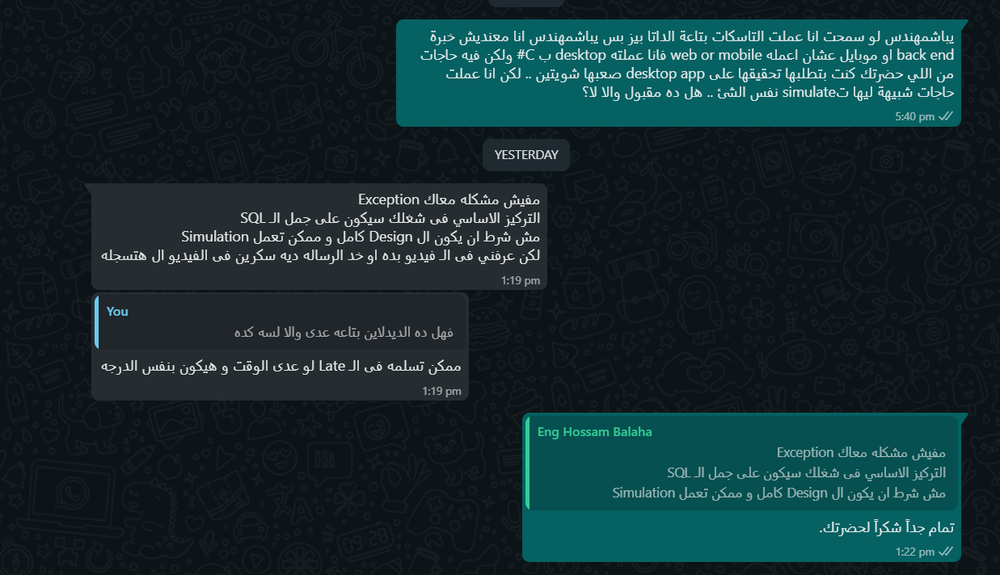 يباشمهندس لو سمحت انا عملت التاسكات بتاعة الداتا بيز بس يباشمهندس انا معنديش خبرة
back end او موبايل عشان اعمله web or mobile فانا عملته desktop ب C# ولكن فيه حاجات
من اللي حضرتك كنت بتطلبها تحقيقها على desktop app صعبها شويتين .. لكن انا عملت
حاجات شبيهة ليها تsimulate نفس الشئ .. هل ده مقبول والا لا؟
5:40 pm
YESTERDAY
مفيش مشكله معاك Exception
التركيز الاساسي فى شغلك سيكون على جمل الـ SQL
مش شرط ان يكون ال Design كامل و ممكن تعمل Simulation
لكن عرفني فى الـ فيديو بده او خد الرساله ديه سكرين فى الفيديو ال هتسجله
1:19 pm
You
فهل ده الديدلاين بتاعه عدى والا لسه كده
ممكن تسلمه فى الـ Late لو عدى الوقت و هيكون بنفس الدرجه
1:19 pm
Eng Hossam Balaha
مفيش مشكله معاك Exception
التركيز الاساسي فى شغلك سيكون على جمل الـ SQL
مش شرط ان يكون ال Design كامل و ممكن تعمل Simulation
تمام جداً شكراً لحضرتك.
1:22 pm